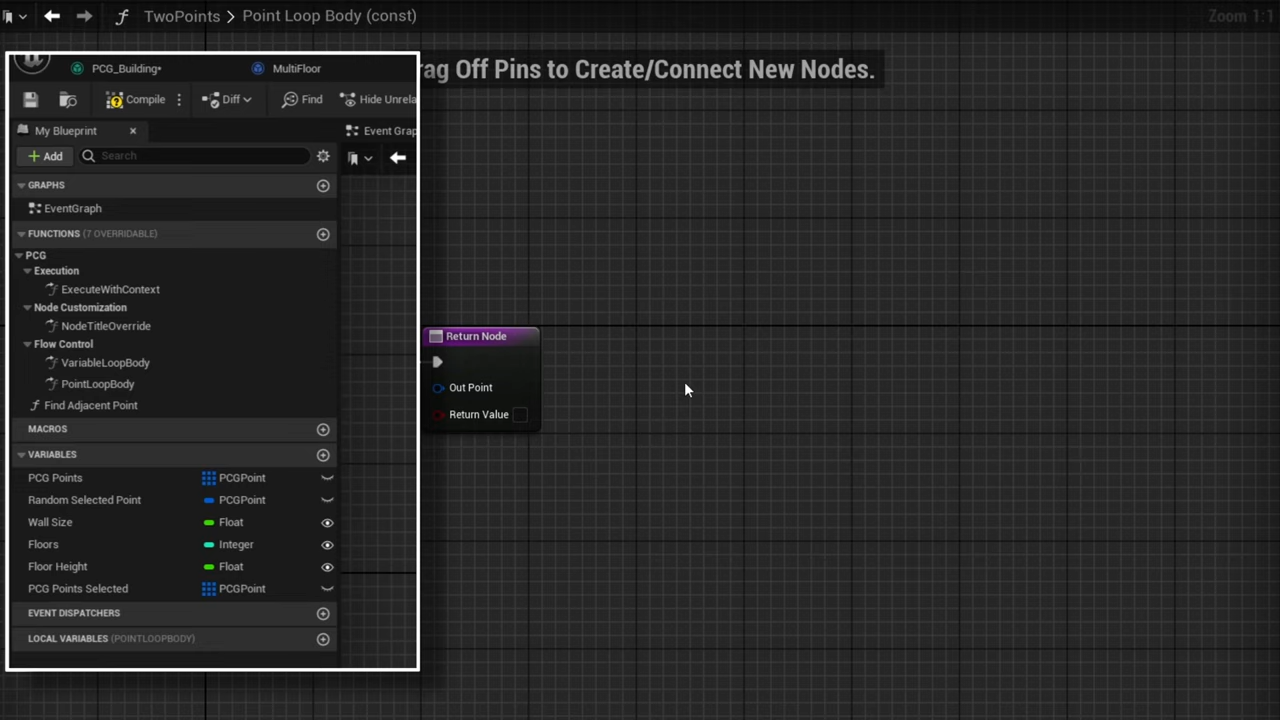 TwoPoints > Point Loop Body (const)
Zoom 1:1
rag Off Pins to Create/Connect New Nodes.
PCG_Building•
MultiFloor
Compile
Diff
Find
Hide Unrela
My Blueprint
Event Grap
+ Add
Search
GRAPHS
EventGraph
FUNCTIONS (7 OVERRIDABLE)
PCG
Execution
ExecuteWithContext
Node Customization
NodeTitleOverride
Flow Control
VariableLoopBody
PointLoopBody
Find Adjacent Point
MACROS
VARIABLES
PCG Points PCGPoint
Random Selected Point PCGPoint
Wall Size Float
Floors Integer
Floor Height Float
PCG Points Selected PCGPoint
EVENT DISPATCHERS
LOCAL VARIABLES (POINTLOOPBODY)
Return Node
Out Point
Return Value